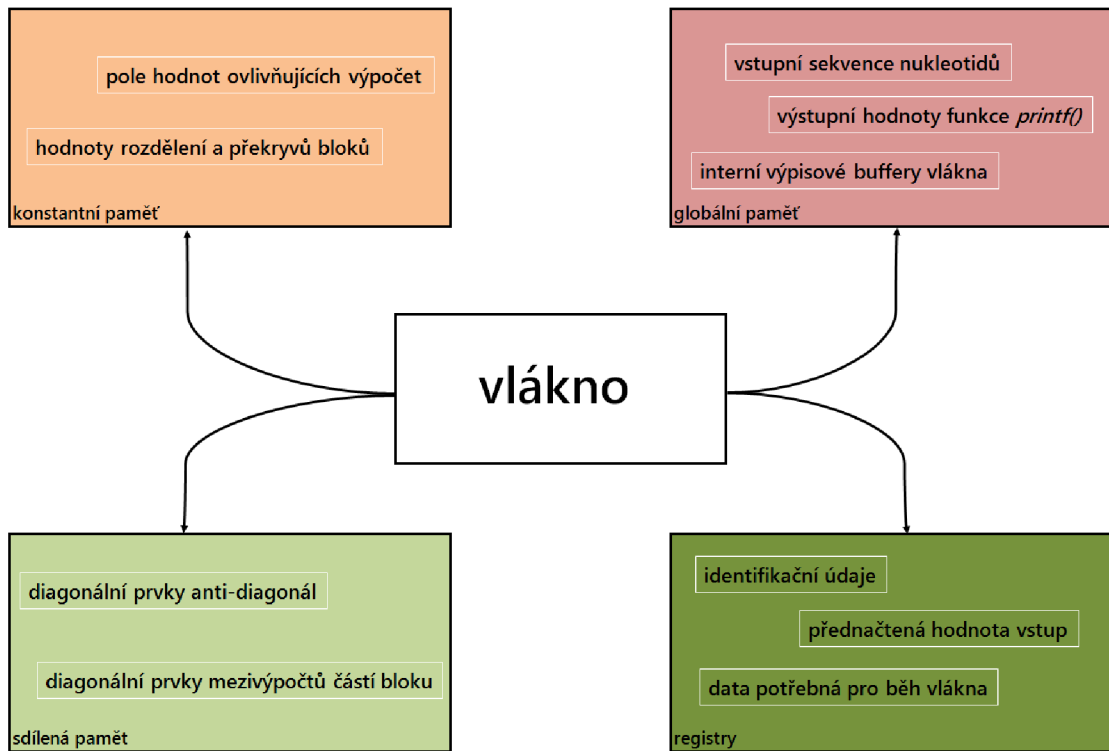 pole hodnot ovlivňujících výpočet
hodnoty rozdělení a překryvů bloků
konstantní paměť
vstupní sekvence nukleotidů
výstupní hodnoty funkce printf()
interní výpisové buffery vlákna
globální paměť
vlákno
diagonální prvky anti-diagonál
diagonální prvky mezivýpočtů částí bloku
sdílená pamět
identifikační údaje
přednačtená hodnota vstup
data potřebná pro běh vlákna
registry